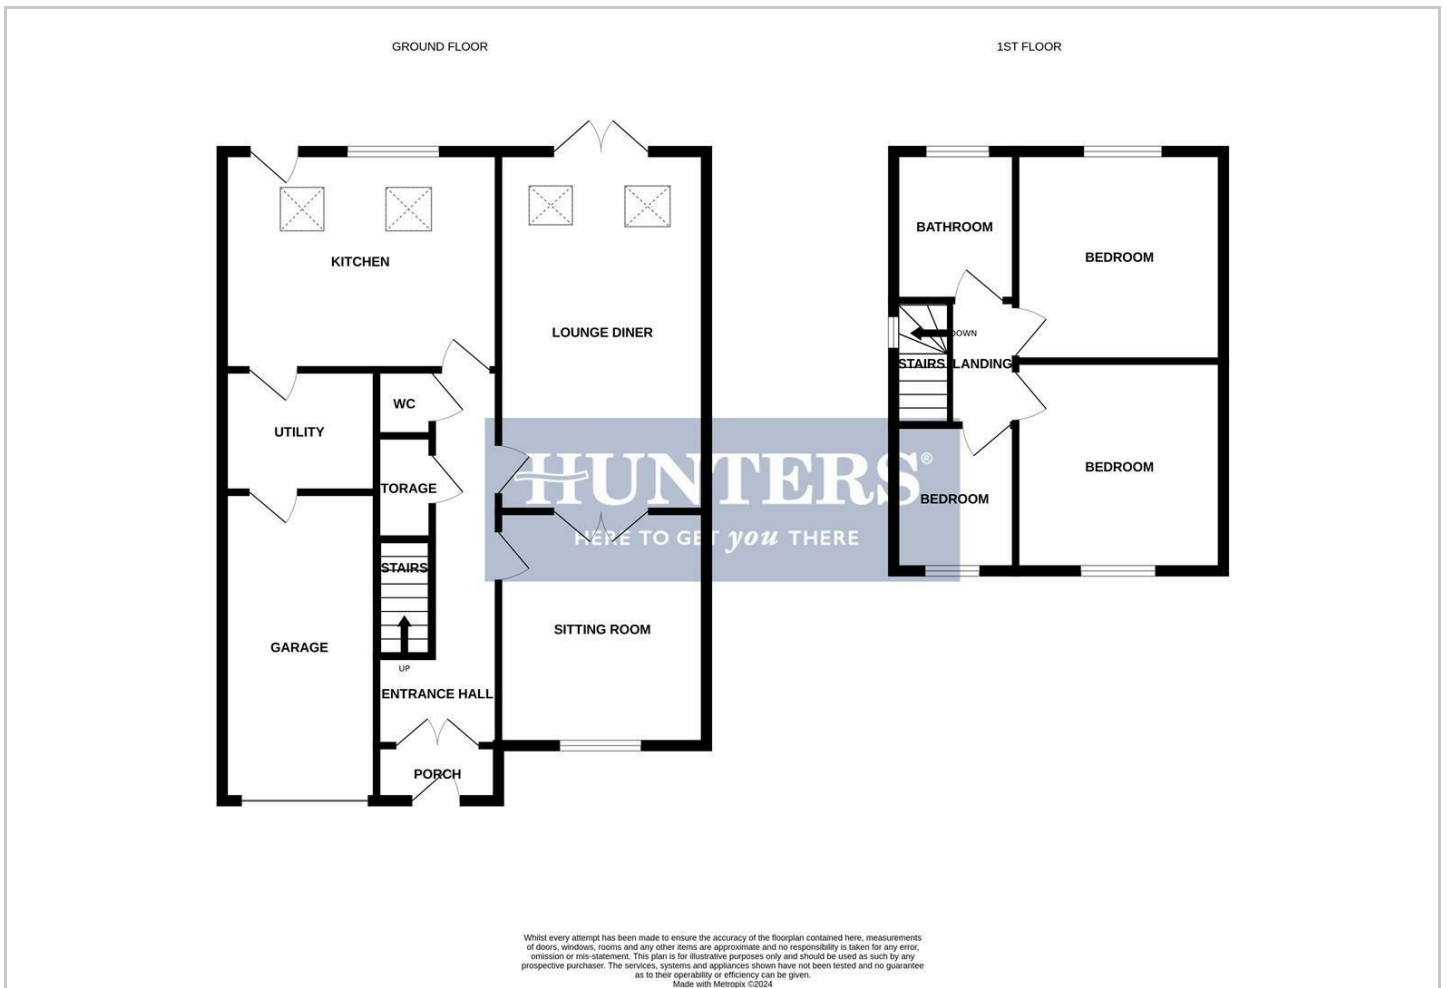 GROUND FLOOR
1ST FLOOR
KITCHEN
LOUNGE DINER
WC
UTILITY
TORAGE
STAIRS
GARAGE
SITTING ROOM
UP
ENTRANCE HALL
PORCH
BATHROOM
BEDROOM
DOWN
STAIRS LANDING
BEDROOM
BEDROOM
HUNTERS®
HERE TO GET you THERE
Whilst every attempt has been made to ensure the accuracy of the floorplan contained here, measurements
of doors, windows, rooms and any other items are approximate and no responsibility is taken for any error,
omission or mis-statement. This plan is for illustrative purposes only and should be used as such by any
prospective purchaser. The services, systems and appliances shown have not been tested and no guarantee
as to their operability or efficiency can be given.
Made with Metropix ©2024